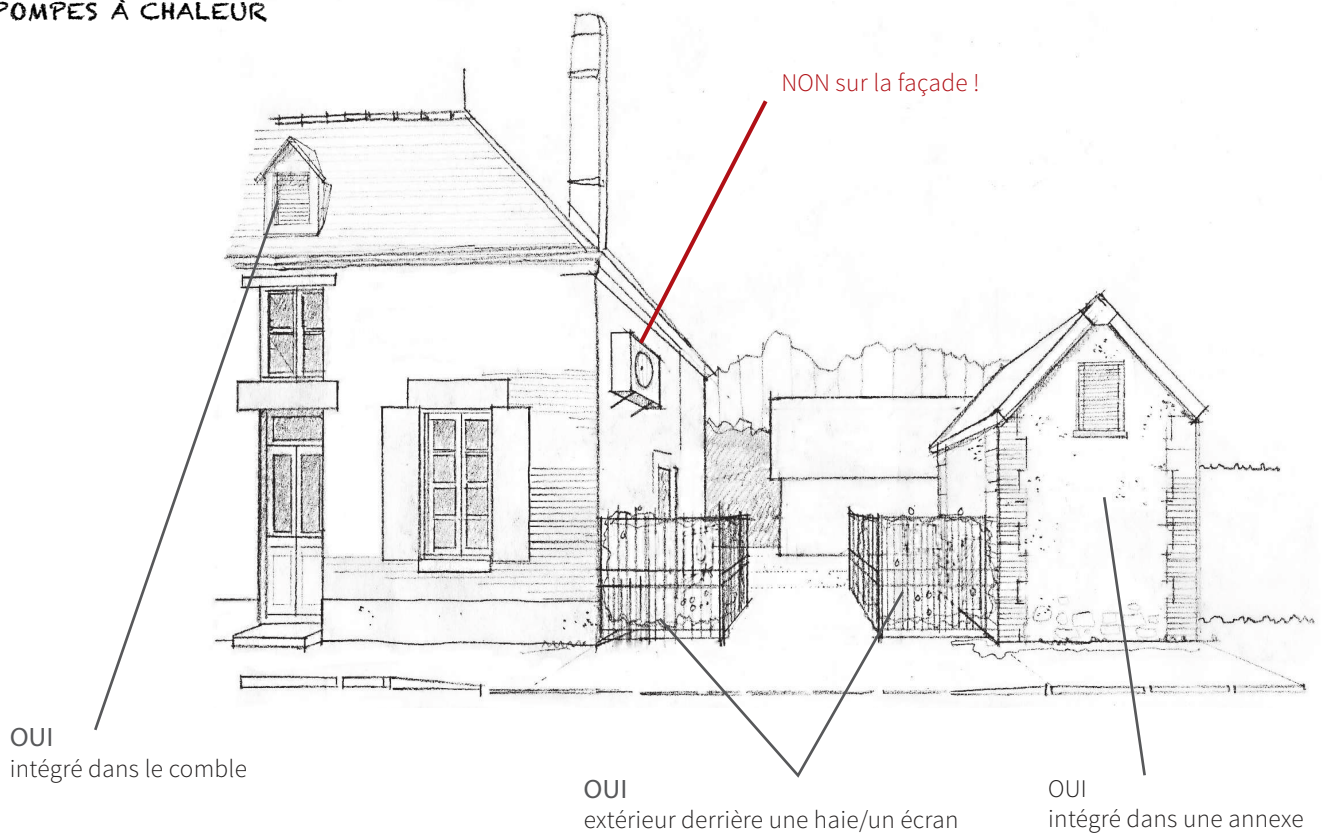 POMPES À CHALEUR
NON sur la façade !
OUI
intégré dans le comble
OUI
extérieur derrière une haie/un écran
OUI
intégré dans une annexe